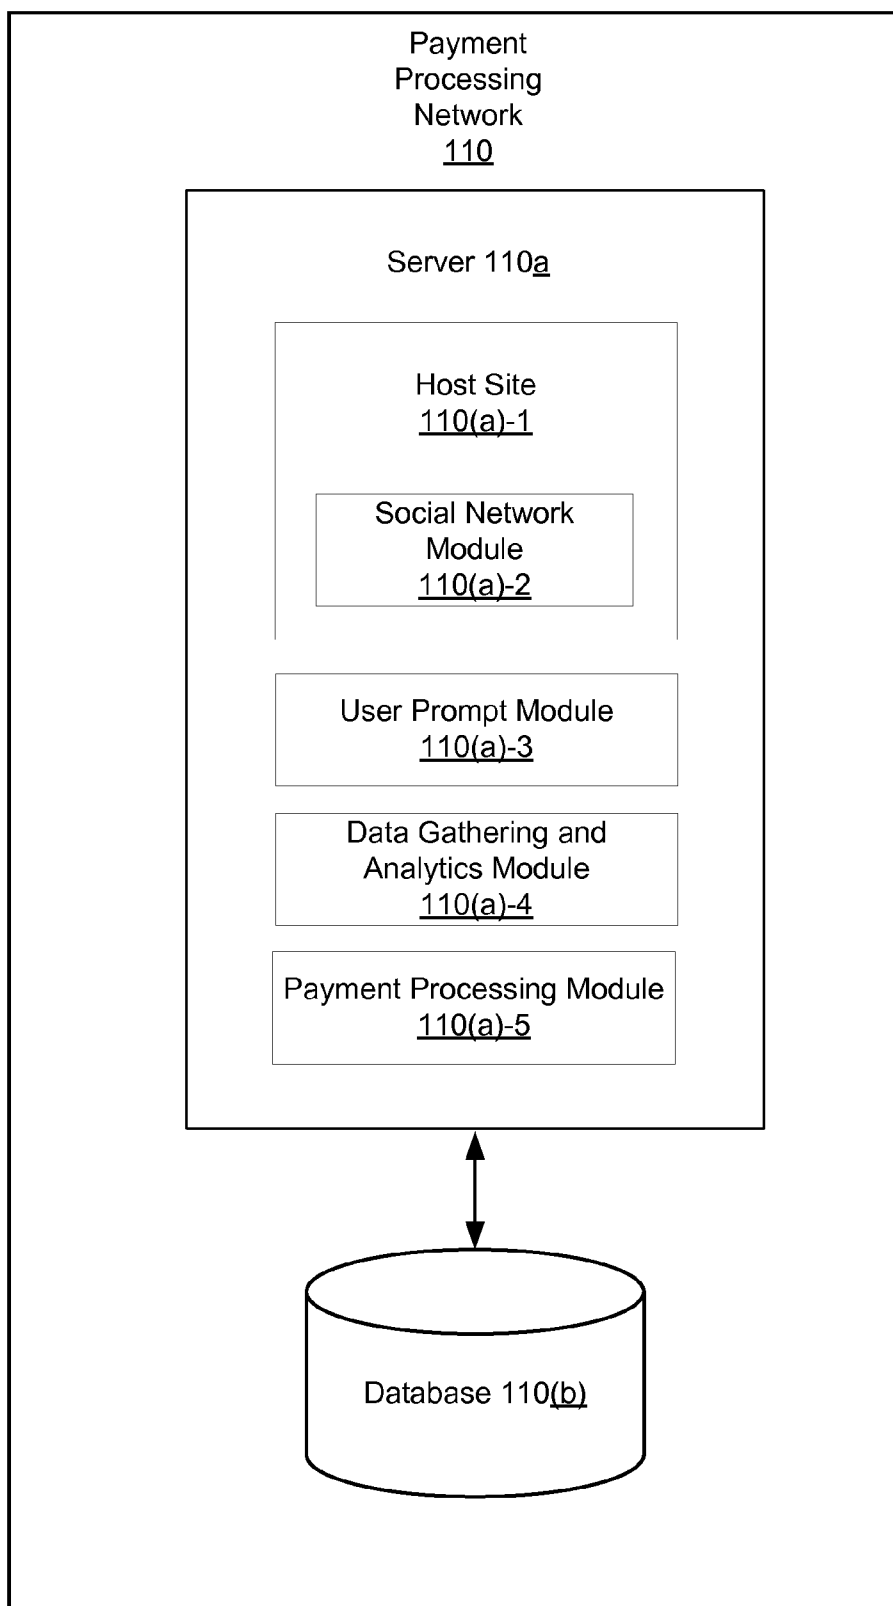 Payment
Processing
Network
110
Server 110a
Host Site
110(a)-1
Social Network
Module
110(a)-2
User Prompt Module
110(a)-3
Data Gathering and
Analytics Module
110(a)-4
Payment Processing Module
110(a)-5
Database 110(b)